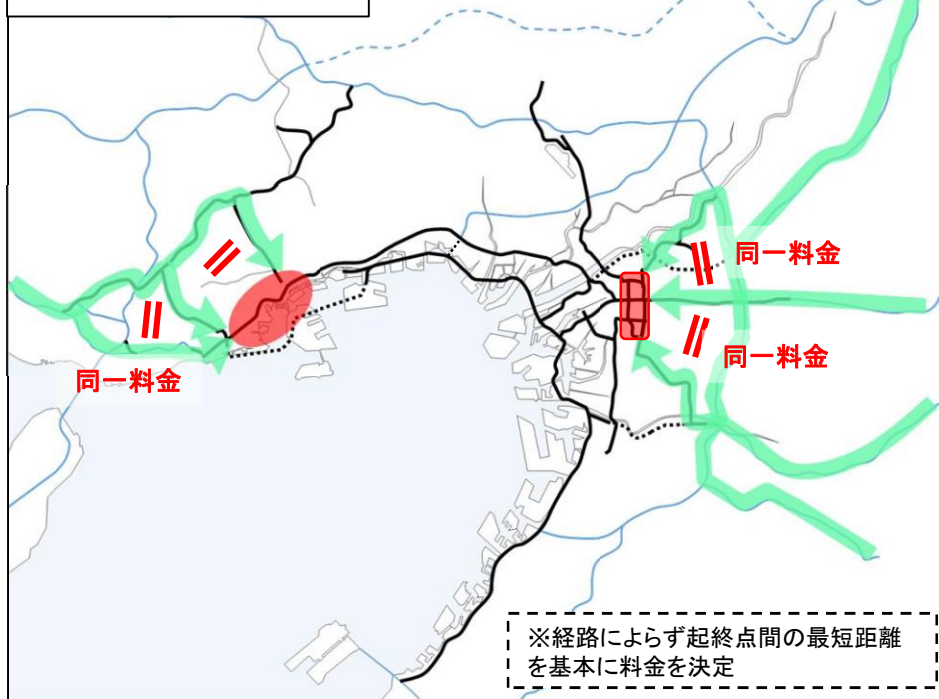 同一料金
同一料金
同一料金
※経路によらず起終点間の最短距離
を基本に料金を決定